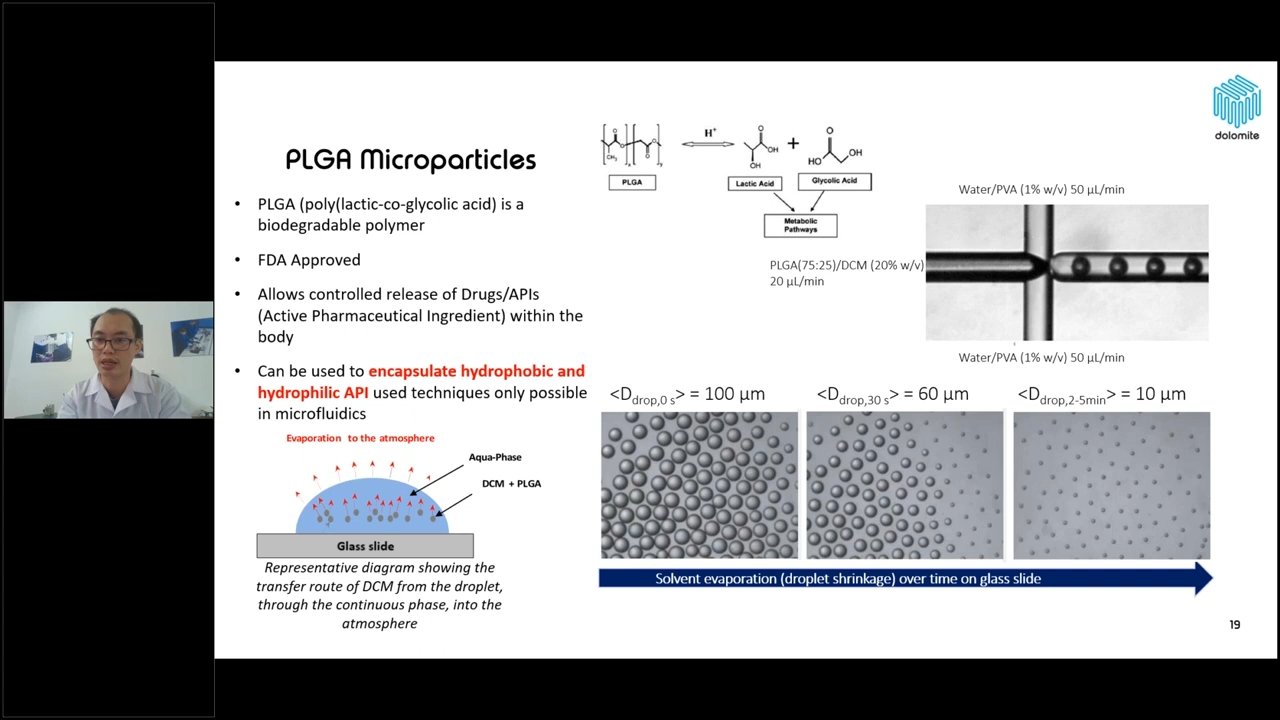 dolomite
PLGA Microparticles
• PLGA (poly(lactic-co-glycolic acid) is a
biodegradable polymer
• FDA Approved
• Allows controlled release of Drugs/APIs
(Active Pharmaceutical Ingredient) within the
body
• Can be used to encapsulate hydrophobic and
hydrophilic API used techniques only possible
in microfluidics
Evaporation to the atmosphere
Aqua-Phase
DCM + PLGA
Glass slide
Representative diagram showing the
transfer route of DCM from the droplet,
through the continuous phase, into the
atmosphere
O
O
O
O
CH3
x
y
H+
O
OH
OH
+
O
HO
OH
PLGA
Lactic Acid
Glycolic Acid
Metabolic
Pathways
Water/PVA (1% w/v) 50 µL/min
PLGA(75:25)/DCM (20% w/v)
20 µL/min
Water/PVA (1% w/v) 50 µL/min
<Ddrop,0 s> = 100 µm
<Ddrop,30 s> = 60 µm
<Ddrop,2-5min> = 10 µm
Solvent evaporation (droplet shrinkage) over time on glass slide
19